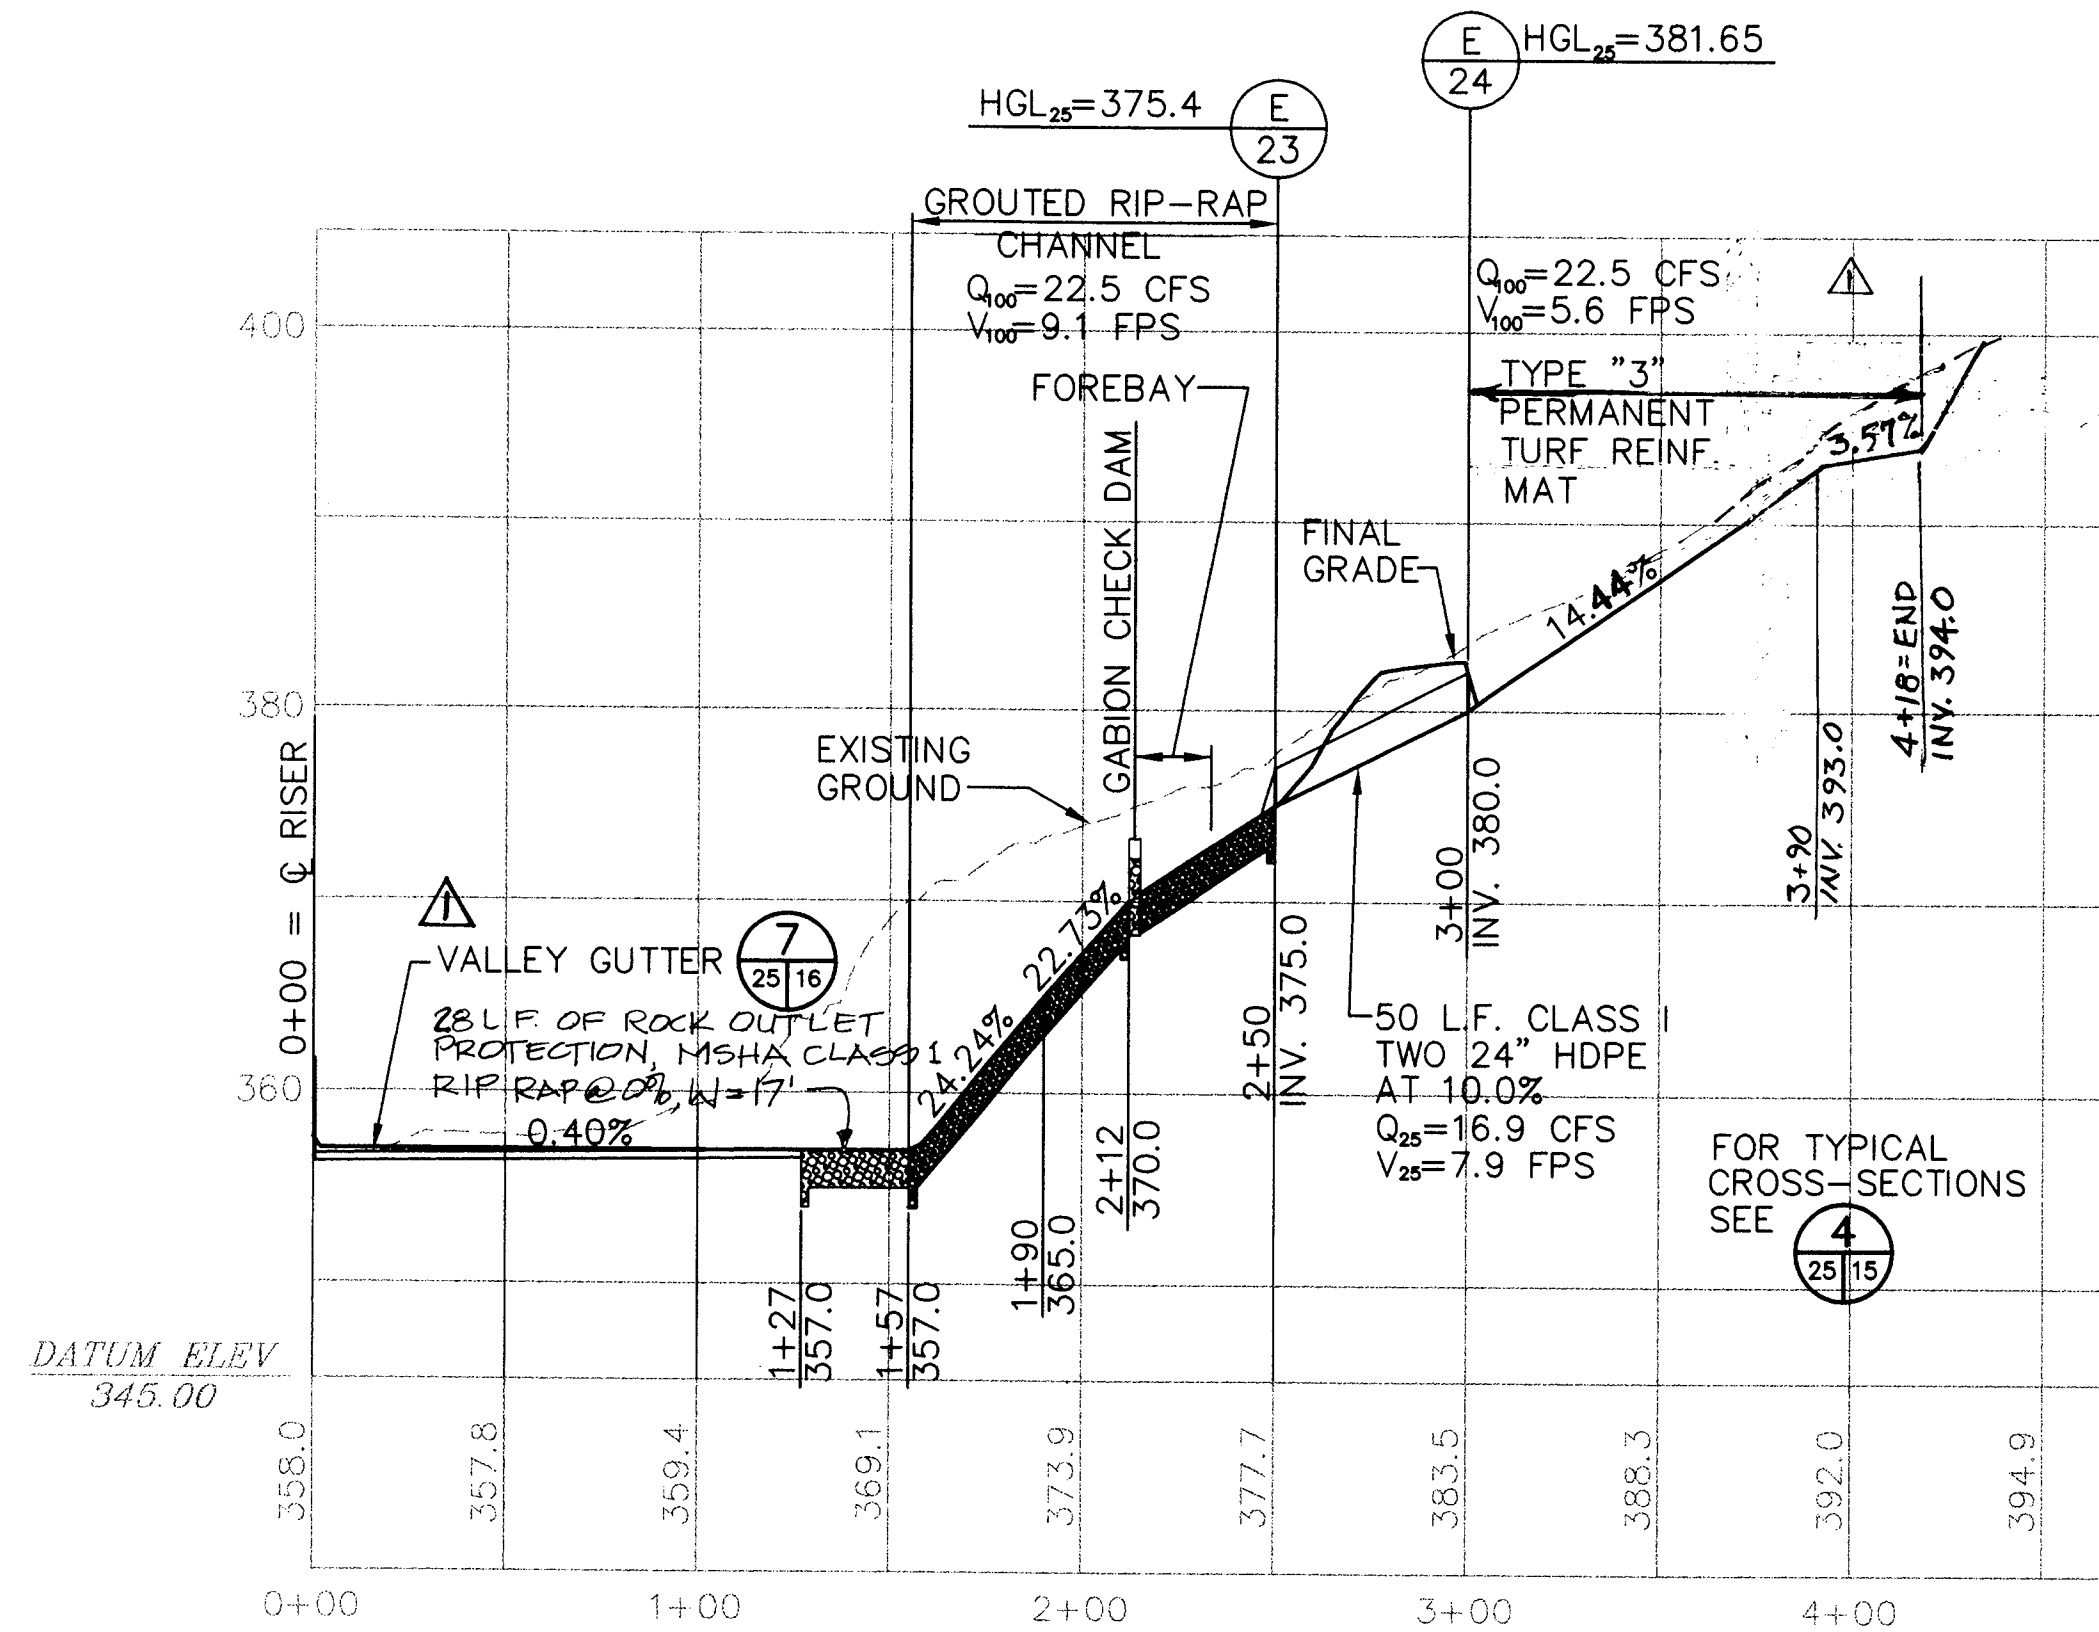 E
24
HGL25=381.65
HGL25=375.4
E
23
GROUTED RIP-RAP
CHANNEL
Q100=22.5 CFS
V100=9.1 FPS
Q100=22.5 CFS
V100=5.6 FPS
1
400
FOREBAY
TYPE "3"
PERMANENT
TURF REINF.
MAT
3.57%
GABION CHECK DAM
FINAL
GRADE
14.44%
4+18=END
INV. 394.0
380
EXISTING
GROUND
0+00 = ℄ RISER
3+00
INV. 380.0
3+90
INV. 393.0
1
VALLEY GUTTER
7
25 16
22.73%
24.24%
28 L.F. OF ROCK OUTLET
PROTECTION, MSHA CLASS 1
RIP RAP @ 0%, W=17'
360
0.40%
2+50
INV. 375.0
50 L.F. CLASS I
TWO 24" HDPE
AT 10.0%
Q25=16.9 CFS
V25=7.9 FPS
2+12
370.0
1+90
365.0
1+27
357.0
1+57
357.0
FOR TYPICAL
CROSS-SECTIONS
SEE
4
25 15
DATUM ELEV
345.00
358.0
357.8
359.4
369.1
373.9
377.7
383.5
388.3
392.0
394.9
0+00
1+00
2+00
3+00
4+00